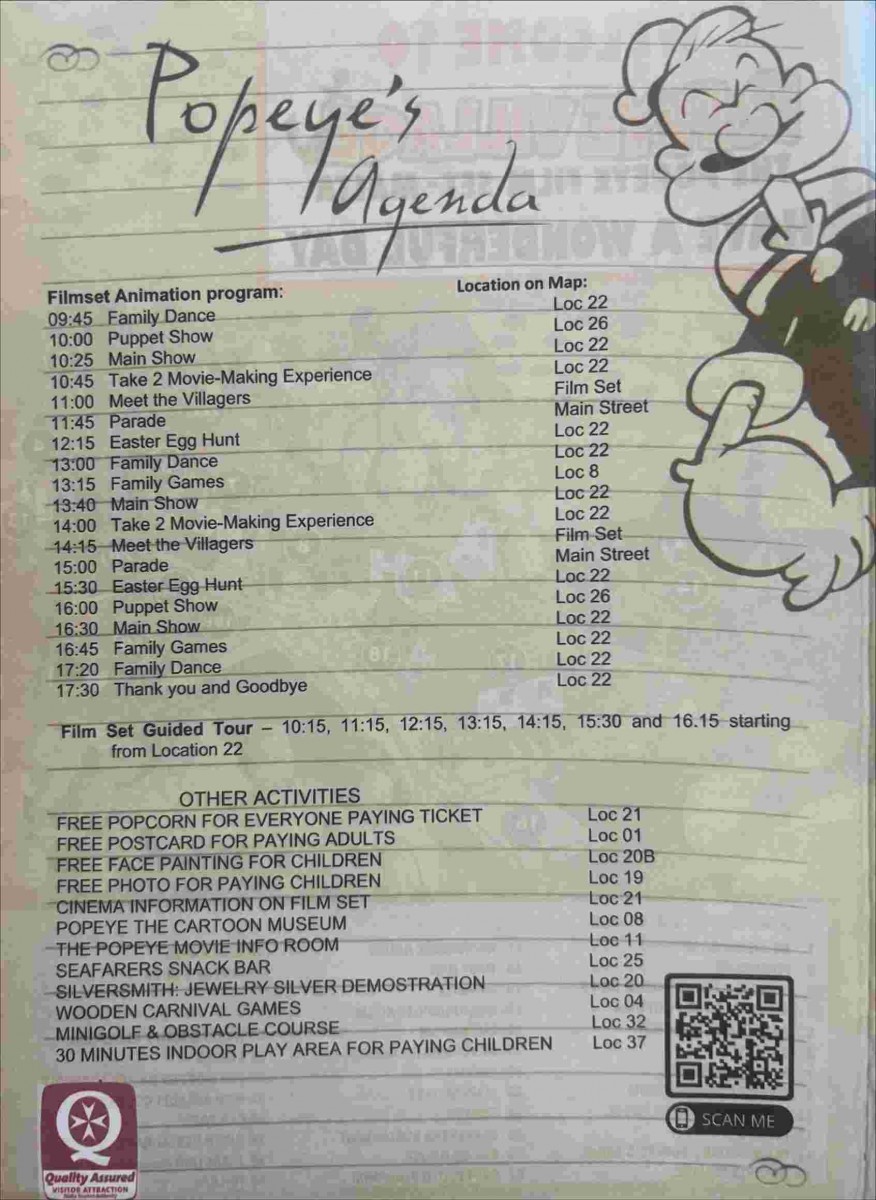 Popeye's
Agenda
Filmset Animation program: Location on Map:
09:45 Family Dance Loc 22
10:00 Puppet Show Loc 26
10:25 Main Show Loc 22
10:45 Take 2 Movie-Making Experience Loc 22
11:00 Meet the Villagers Film Set
11:45 Parade Main Street
12:15 Easter Egg Hunt Loc 22
13:00 Family Dance Loc 22
13:15 Family Games Loc 8
13:40 Main Show Loc 22
14:00 Take 2 Movie-Making Experience Loc 22
14:15 Meet the Villagers Film Set
15:00 Parade Main Street
15:30 Easter Egg Hunt Loc 22
16:00 Puppet Show Loc 26
16:30 Main Show Loc 22
16:45 Family Games Loc 22
17:20 Family Dance Loc 22
17:30 Thank you and Goodbye Loc 22
Film Set Guided Tour – 10:15, 11:15, 12:15, 13:15, 14:15, 15:30 and 16.15 starting
from Location 22
OTHER ACTIVITIES
FREE POPCORN FOR EVERYONE PAYING TICKET Loc 21
FREE POSTCARD FOR PAYING ADULTS Loc 01
FREE FACE PAINTING FOR CHILDREN Loc 20B
FREE PHOTO FOR PAYING CHILDREN Loc 19
CINEMA INFORMATION ON FILM SET Loc 21
POPEYE THE CARTOON MUSEUM Loc 08
THE POPEYE MOVIE INFO ROOM Loc 11
SEAFARERS SNACK BAR Loc 25
SILVERSMITH: JEWELRY SILVER DEMOSTRATION Loc 20
WOODEN CARNIVAL GAMES Loc 04
MINIGOLF & OBSTACLE COURSE Loc 32
30 MINUTES INDOOR PLAY AREA FOR PAYING CHILDREN Loc 37
SCAN ME
Q
Quality Assured
VISITOR ATTRACTION